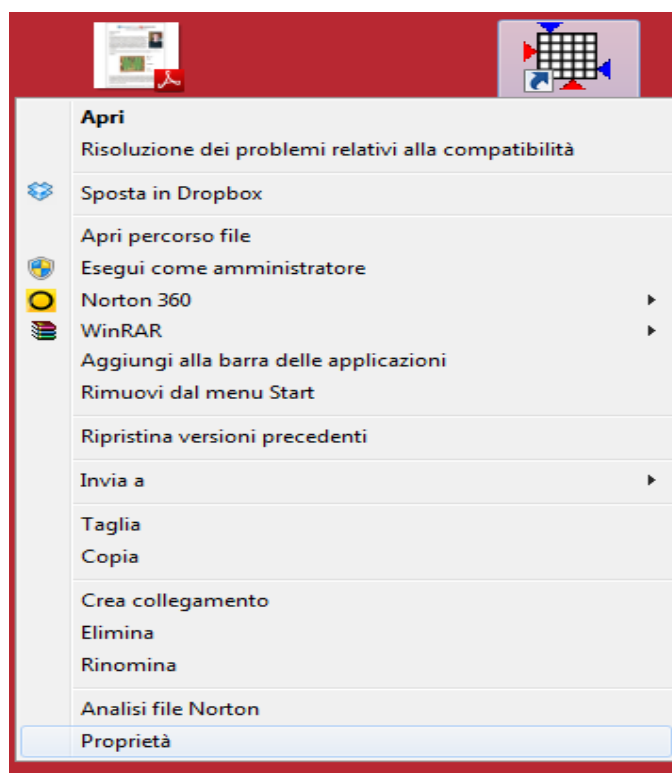 Apri
Risoluzione dei problemi relativi alla compatibilità
Sposta in Dropbox
Apri percorso file
Esegui come amministratore
Norton 360
WinRAR
Aggiungi alla barra delle applicazioni
Rimuovi dal menu Start
Ripristina versioni precedenti
Invia a
Taglia
Copia
Crea collegamento
Elimina
Rinomina
Analisi file Norton
Proprietà